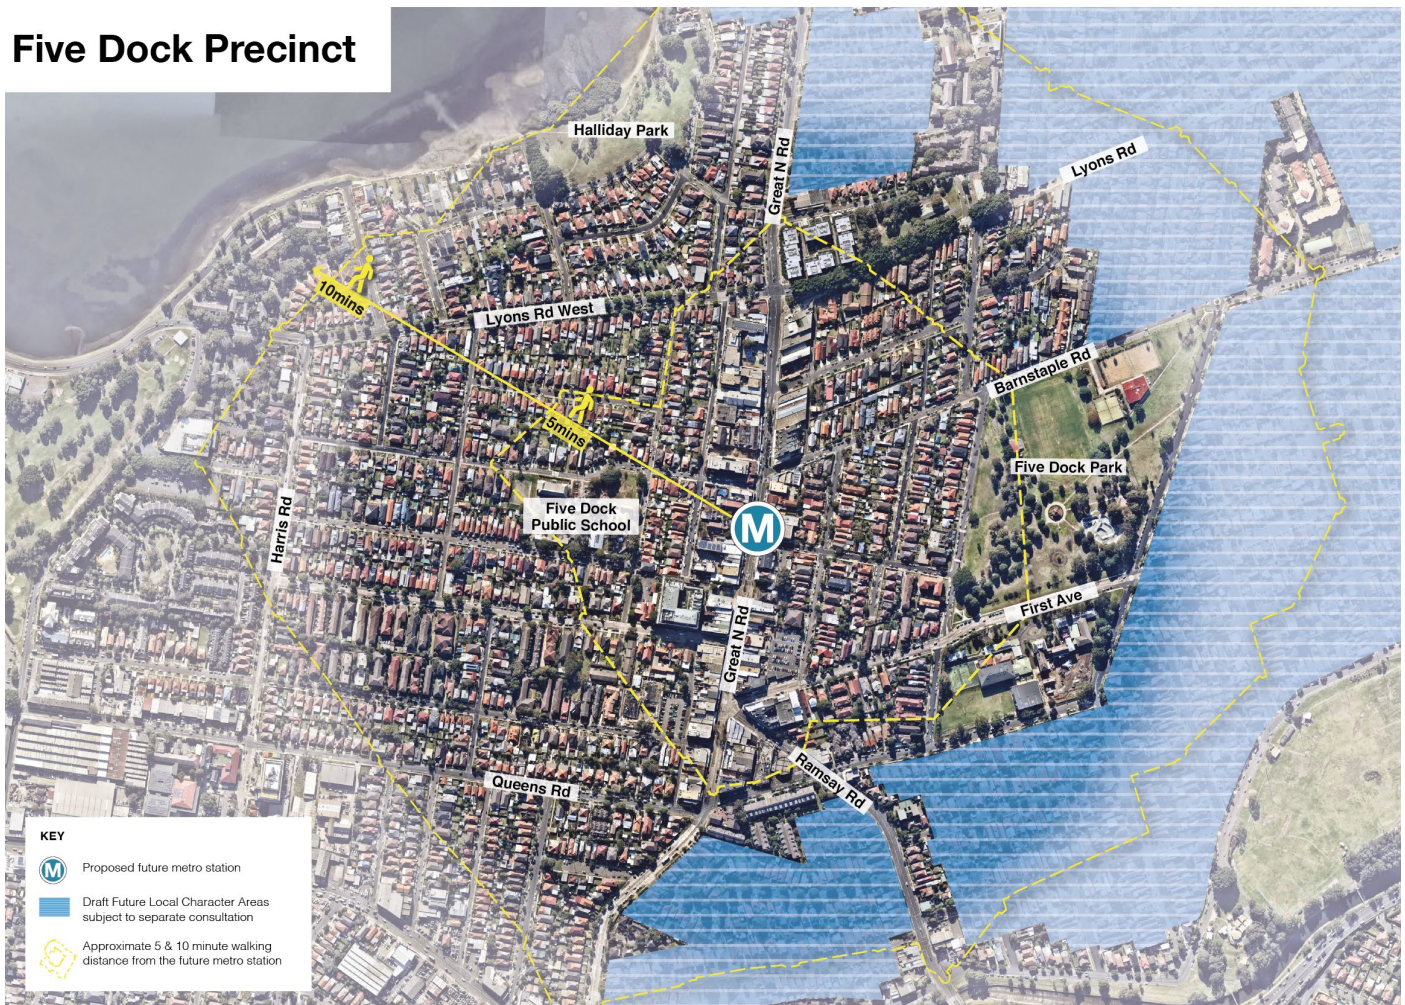 Five Dock Precinct
Halliday Park
Great N Rd
Lyons Rd
10mins
Lyons Rd West
Barnstaple Rd
5mins
Five Dock Park
Harris Rd
Five Dock
Public School
M
First Ave
Great N Rd
Ramsay Rd
Queens Rd
KEY
M
Proposed future metro station
Draft Future Local Character Areas
subject to separate consultation
Approximate 5 & 10 minute walking
distance from the future metro station